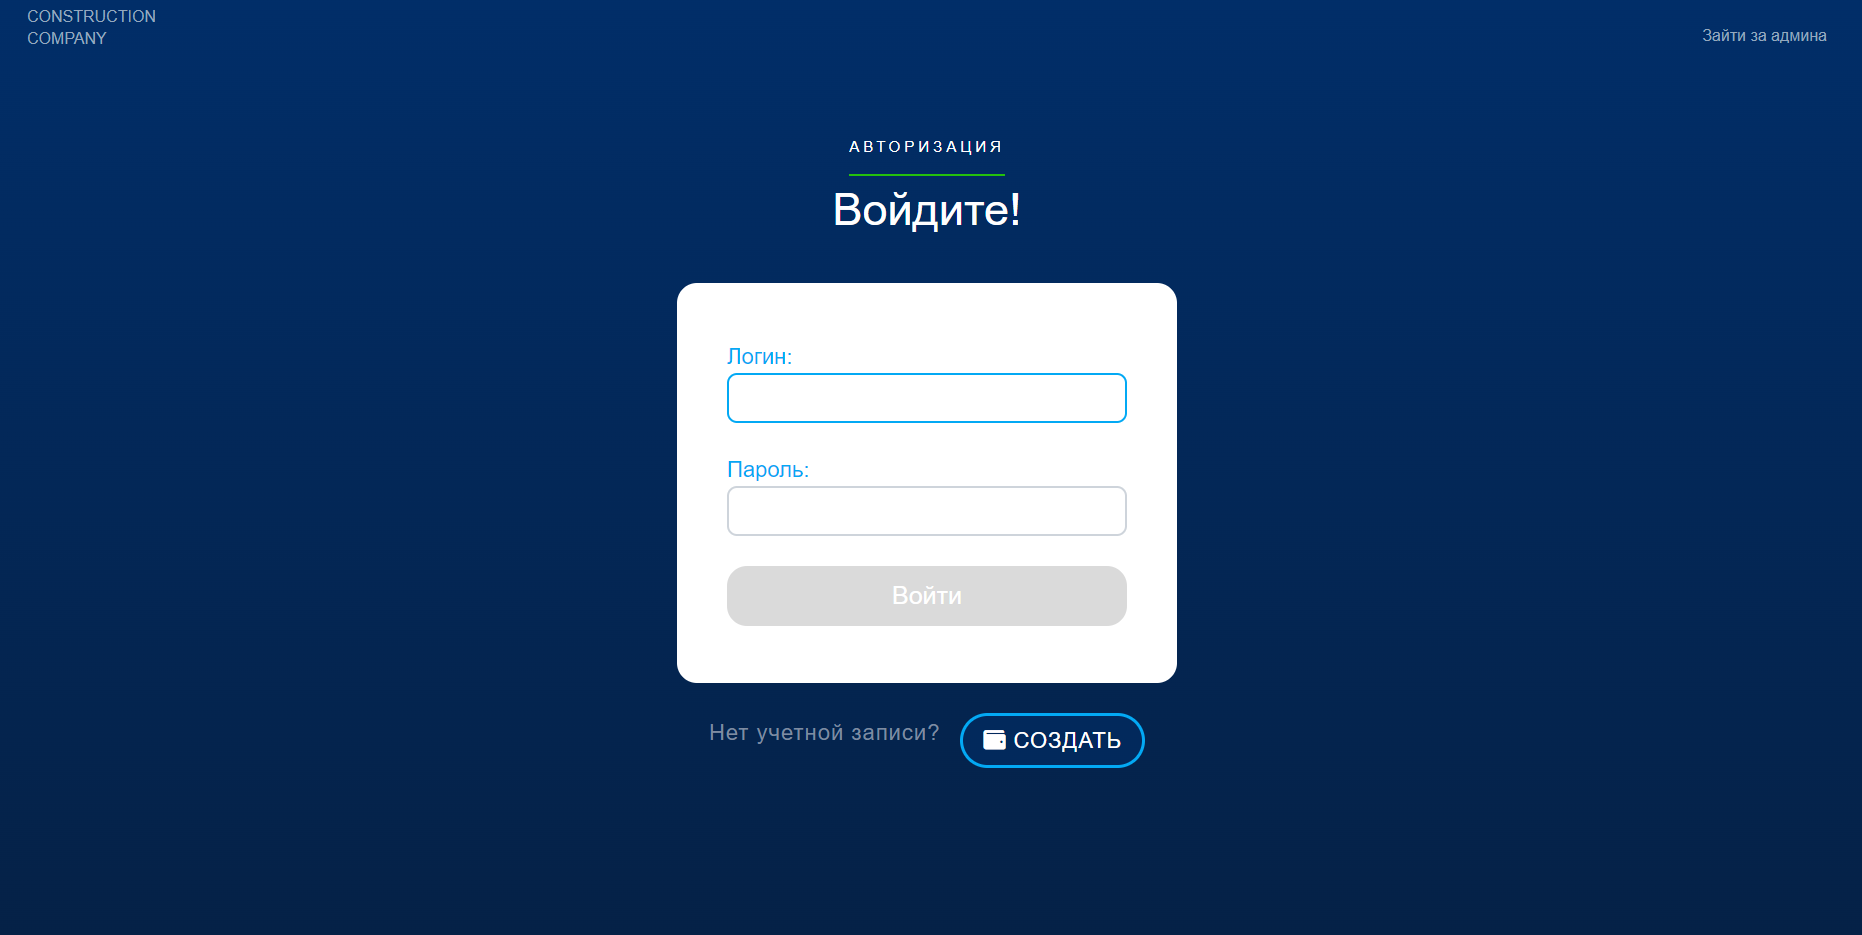 CONSTRUCTION
COMPANY
Зайти за админа
АВТОРИЗАЦИЯ
Войдите!
Логин:
Пароль:
Войти
Нет учетной записи?
СОЗДАТЬ